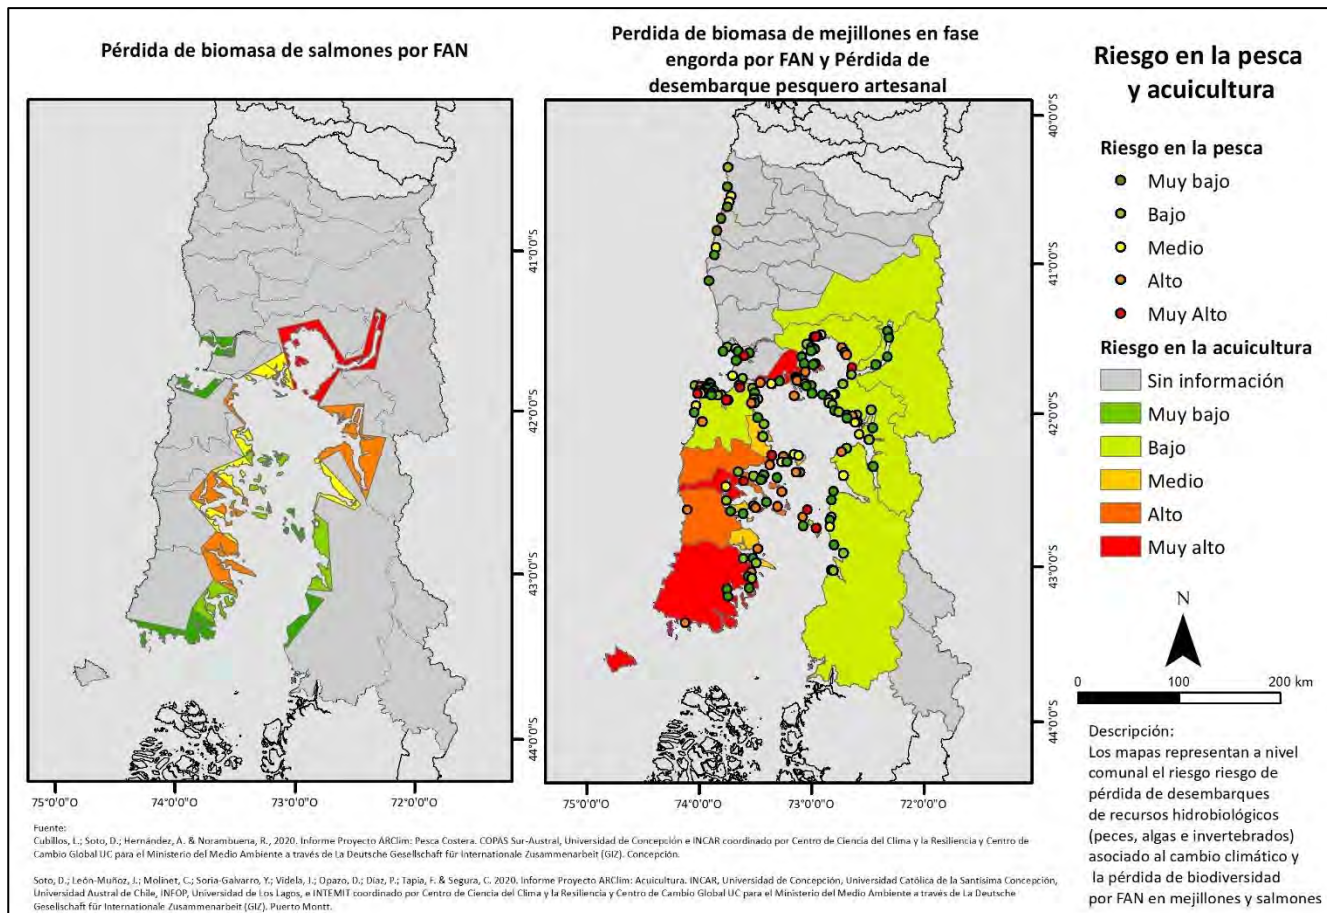 Pérdida de biomasa de salmones por FAN
Perdida de biomasa de mejillones en fase
engorda por FAN y Pérdida de
desembarque pesquero artesanal
Riesgo en la pesca
y acuicultura
Riesgo en la pesca
Muy bajo
Bajo
Medio
Alto
Muy Alto
Riesgo en la acuicultura
Sin información
Muy bajo
Bajo
Medio
Alto
Muy alto
N
0 100 200 km
Descripción:
Los mapas representan a nivel
comunal el riesgo riesgo de
pérdida de desembarques
de recursos hidrobiológicos
(peces, algas e invertebrados)
asociado al cambio climático y
la pérdida de biodiversidad
por FAN en mejillones y salmones
41°0'0"S
42°0'0"S
43°0'0"S
44°0'0"S
75°0'0"O 74°0'0"O 73°0'0"O 72°0'0"O
40°0'0"S
41°0'0"S
42°0'0"S
43°0'0"S
44°0'0"S
75°0'0"O 74°0'0"O 73°0'0"O 72°0'0"O
Fuente:
Cubillos, L.; Soto, D.; Hernández, A. & Norambuena, R., 2020. Informe Proyecto ARClim: Pesca Costera. COPAS Sur-Austral, Universidad de Concepción e INCAR coordinado por Centro de Ciencia del Clima y la Resiliencia y Centro de
Cambio Global UC para el Ministerio del Medio Ambiente a través de La Deutsche Gesellschaft für Internationale Zusammenarbeit (GIZ). Concepción.
Soto, D.; León-Muñoz, J.; Molinet, C.; Soria-Galvarro, Y.; Videla, J.; Opazo, D.; Díaz, P.; Tapia, F. & Segura, C. 2020. Informe Proyecto ARClim: Acuicultura. INCAR, Universidad de Concepción, Universidad Católica de la Santísima Concepción,
Universidad Austral de Chile, INFOP, Universidad de Los Lagos, e INTEMIT coordinado por Centro de Ciencia del Clima y la Resiliencia y Centro de Cambio Global UC para el Ministerio del Medio Ambiente a través de La Deutsche
Gesellschaft für Internationale Zusammenarbeit (GIZ). Puerto Montt.